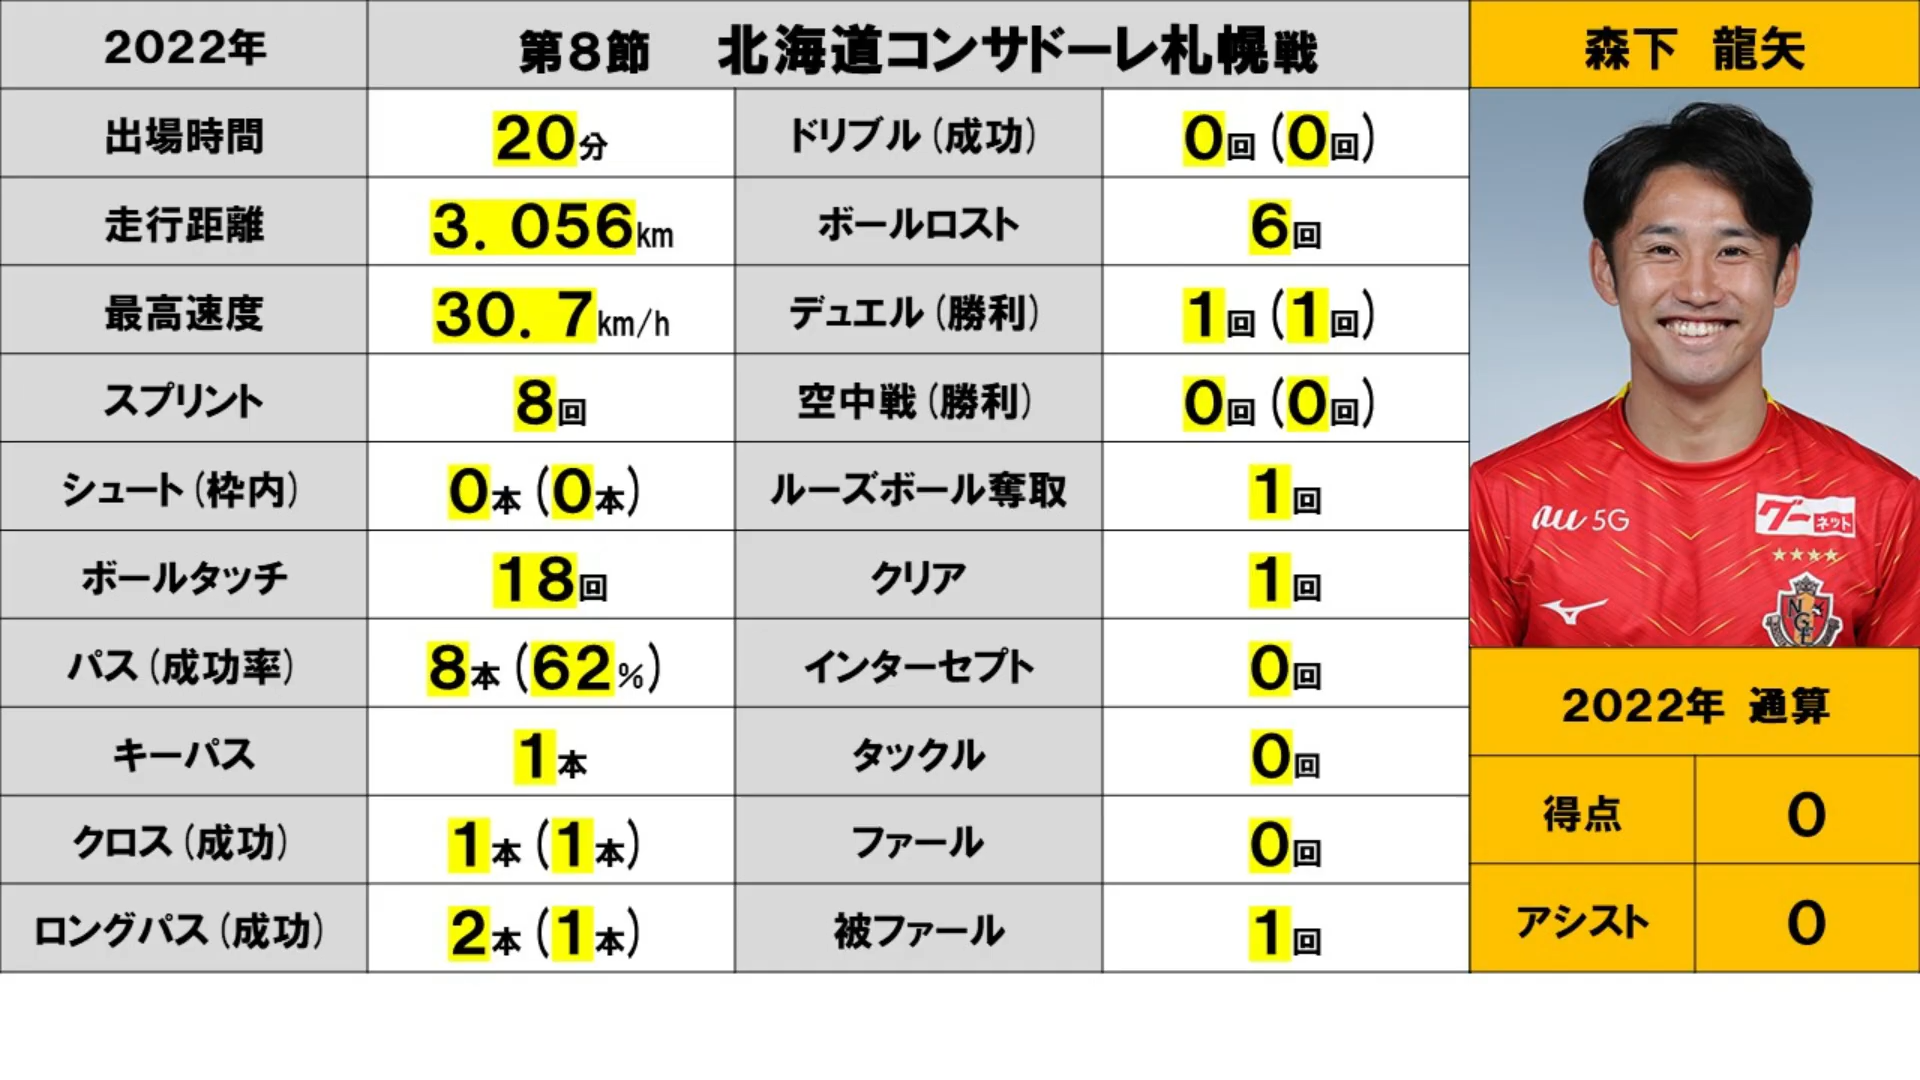 2022年 第8節 北海道コンサドーレ札幌戦 森下 龍矢
出場時間 20分 ドリブル(成功) 0回(0回)
走行距離 3.056km ボールロスト 6回
最高速度 30.7km/h デュエル(勝利) 1回(1回)
スプリント 8回 空中戦(勝利) 0回(0回)
シュート(枠内) 0本(0本) ルーズボール奪取 1回
ボールタッチ 18回 クリア 1回
パス(成功率) 8本(62%) インターセプト 0回
キーパス 1本 タックル 0回
クロス(成功) 1本(1本) ファール 0回
ロングパス(成功) 2本(1本) 被ファール 1回
au 5G
グーネット
NGE
2022年 通算
得点 0
アシスト 0